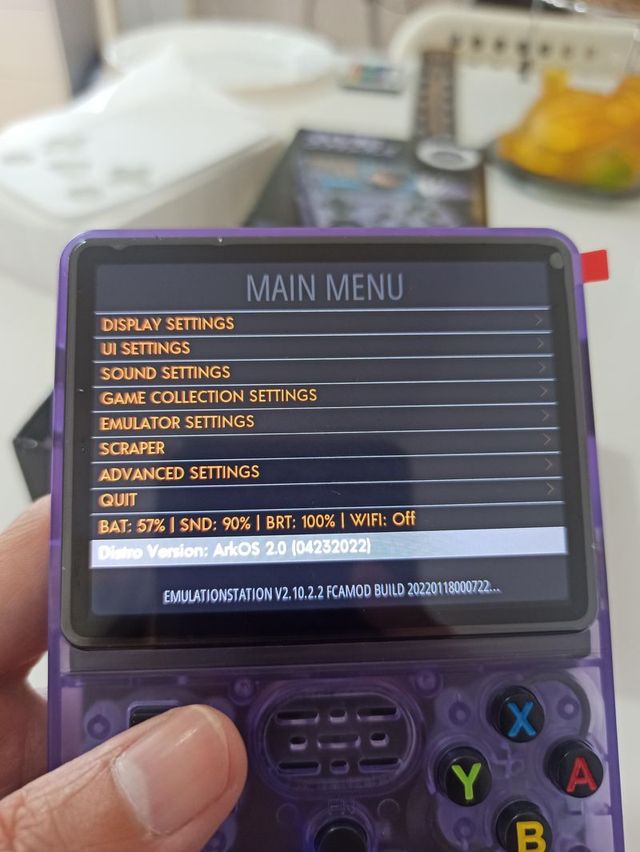 MAIN MENU
DISPLAY SETTINGS
UI SETTINGS
SOUND SETTINGS
GAME COLLECTION SETTINGS
EMULATOR SETTINGS
SCRAPER
ADVANCED SETTINGS
QUIT
BAT: 57% | SND: 90% | BRT: 100% | WIFI: Off
Distro Version: ArkOS 2.0 (04232022)
EMULATIONSTATION V2.10.2.2 FCAMOD BUILD 20220118000722...
X
Y
A
B
FN